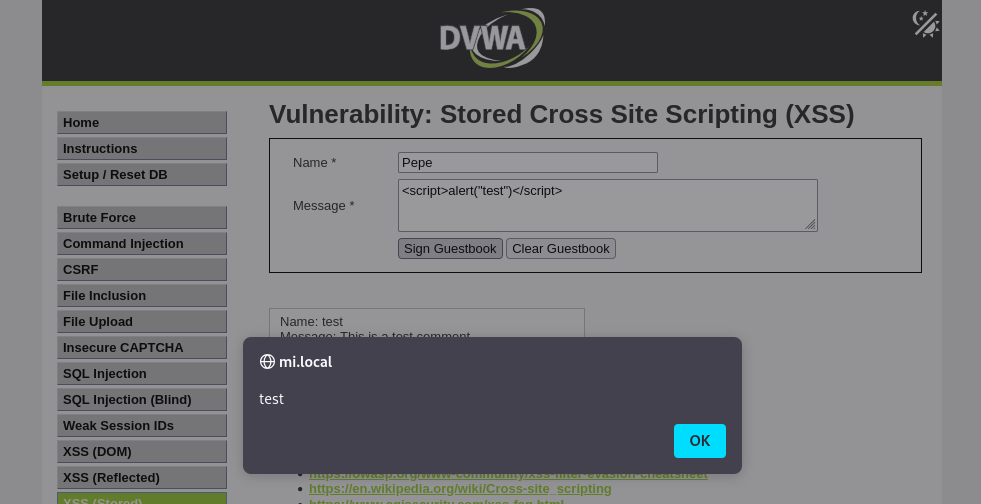 DVWA
Vulnerability: Stored Cross Site Scripting (XSS)
Home
Instructions
Setup / Reset DB
Brute Force
Command Injection
CSRF
File Inclusion
File Upload
Insecure CAPTCHA
SQL Injection
SQL Injection (Blind)
Weak Session IDs
XSS (DOM)
XSS (Reflected)
XSS (Stored)
Name * Pepe
Message * <script>alert("test")</script>
Sign Guestbook Clear Guestbook
Name: test
Message: This is a test comment.
mi.local
test
OK
https://owasp.org/www-community/xss-filter-evasion-cheatsheet
https://en.wikipedia.org/wiki/Cross-site_scripting
https://www.cgisecurity.com/xss-faq.html